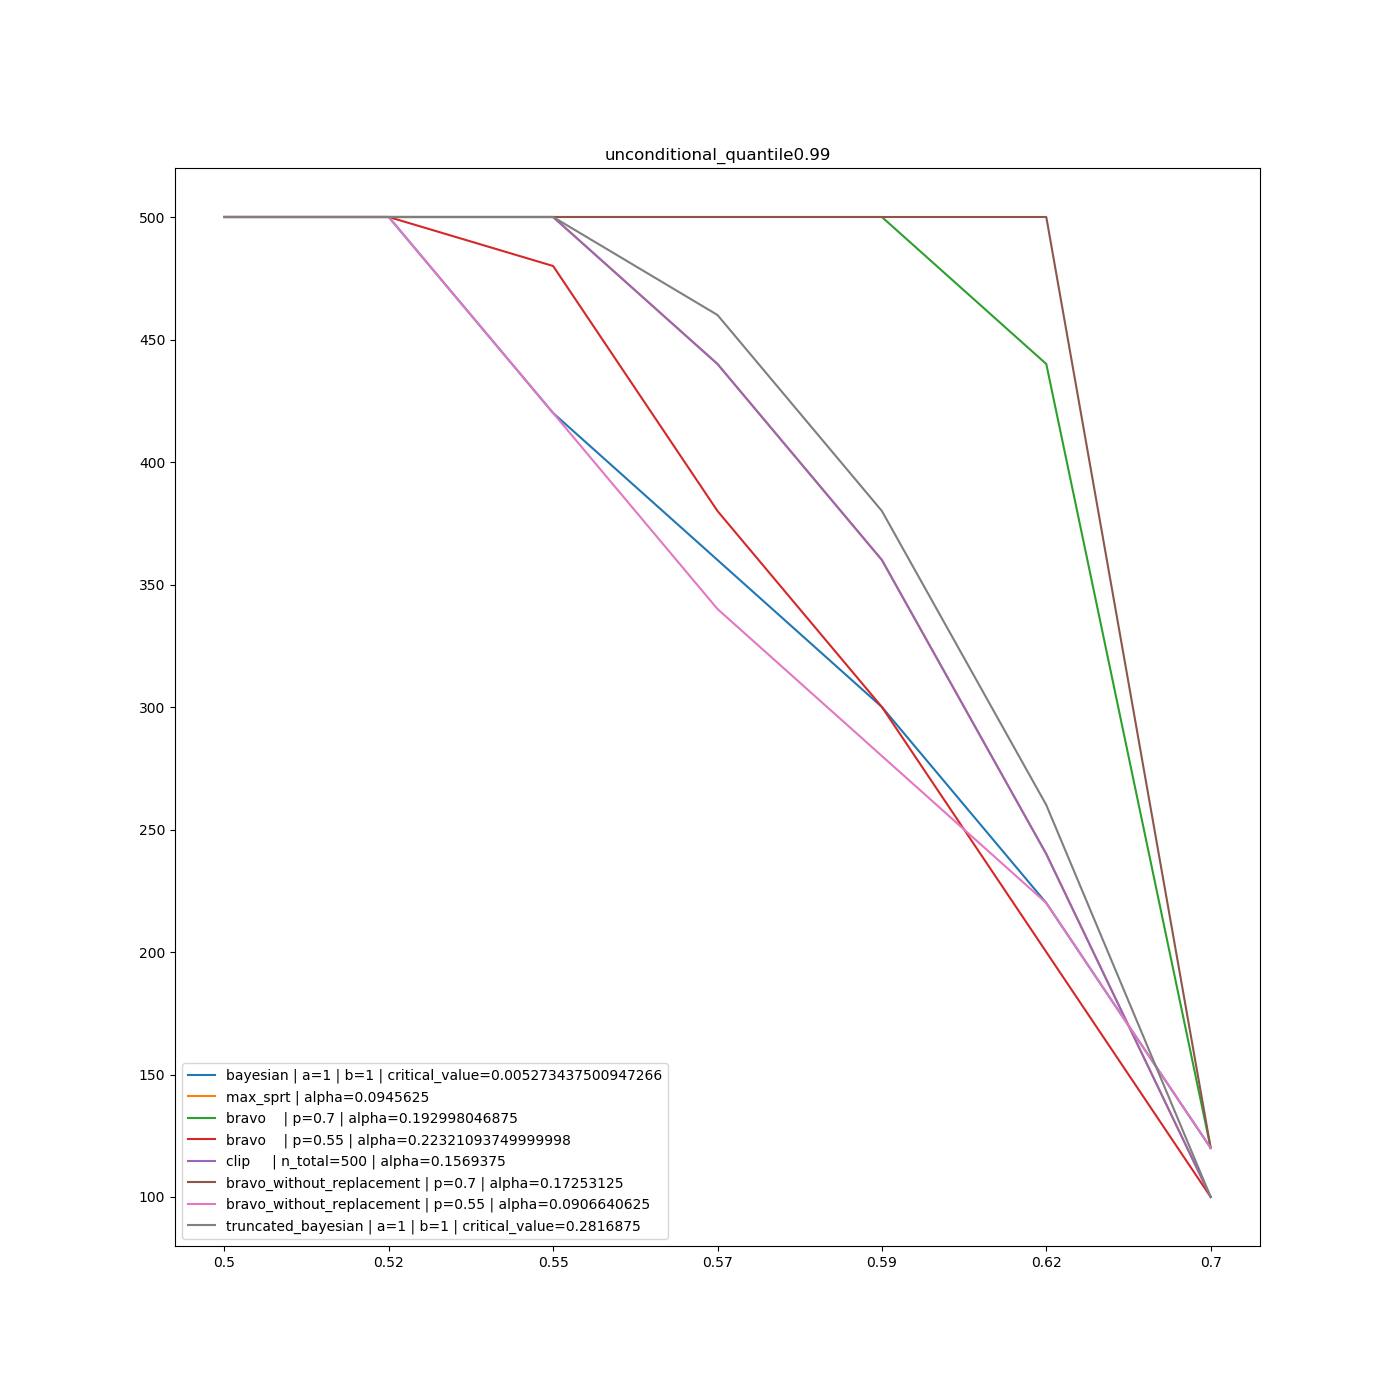 unconditional_quantile0.99
500
450
400
350
300
250
200
150
100
bayesian | a=1 | b=1 | critical_value=0.005273437500947266
max_sprt | alpha=0.0945625
bravo    | p=0.7 | alpha=0.192998046875
bravo    | p=0.55 | alpha=0.22321093749999998
clip     | n_total=500 | alpha=0.1569375
bravo_without_replacement | p=0.7 | alpha=0.17253125
bravo_without_replacement | p=0.55 | alpha=0.0906640625
truncated_bayesian | a=1 | b=1 | critical_value=0.2816875
0.5 0.52 0.55 0.57 0.59 0.62 0.7